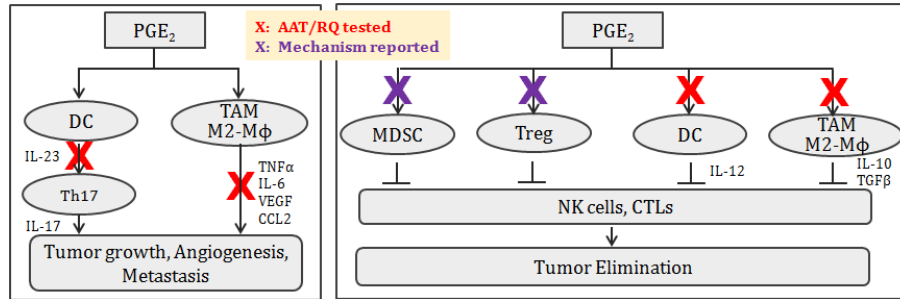 PGE2
X: AAT/RQ tested
X: Mechanism reported
PGE2
DC
TAM
M2-Mϕ
IL-23
X
Th17
X
TNFα
IL-6
VEGF
CCL2
IL-17
Tumor growth, Angiogenesis,
Metastasis
X
X
X
X
MDSC
Treg
DC
TAM
M2-Mϕ
IL-12
IL-10
TGFβ
NK cells, CTLs
Tumor Elimination